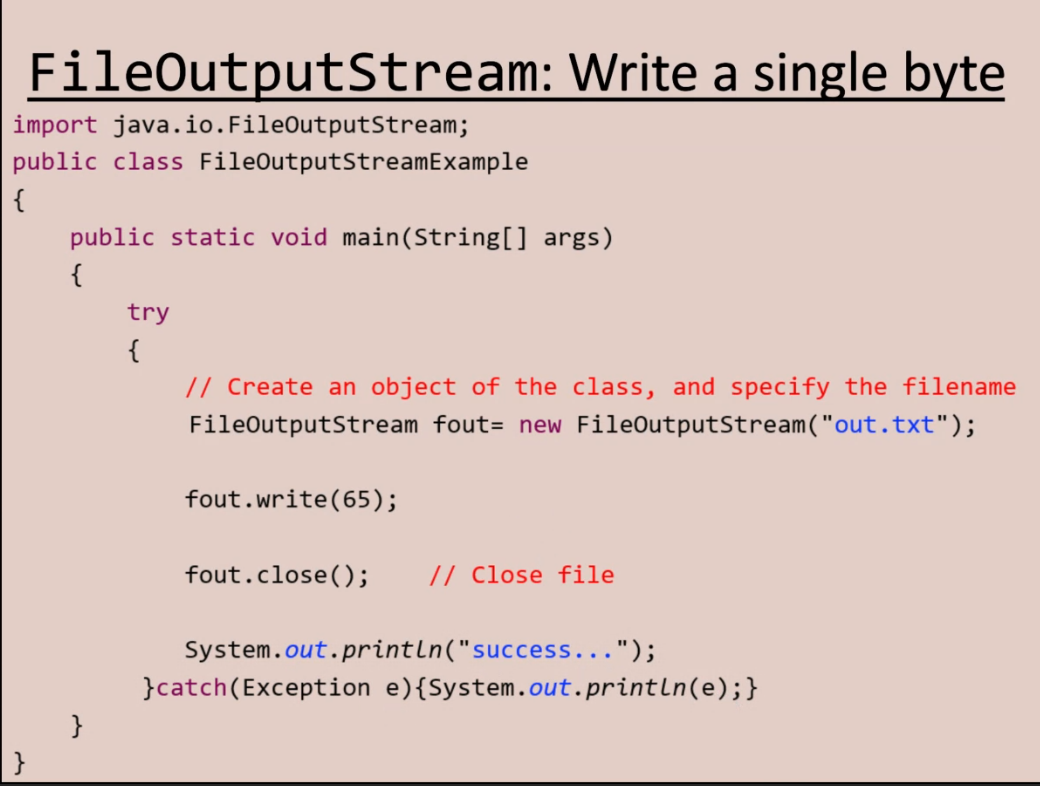 FileOutputStream: Write a single byte
import java.io.FileOutputStream;
public class FileOutputStreamExample
{
    public static void main(String[] args)
    {
        try
        {
            // Create an object of the class, and specify the filename
            FileOutputStream fout= new FileOutputStream("out.txt");
            fout.write(65);
            fout.close();    // Close file
            System.out.println("success...");
         }catch(Exception e){System.out.println(e);}
    }
}